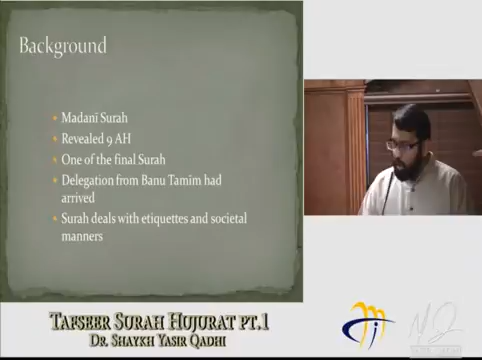 Background
Madanī Surah
Revealed 9 AH
One of the final Surah
Delegation from Banu Tamim had
arrived
Surah deals with etiquettes and societal
manners
Tafseer Surah Hujurat pt.1
Dr. Shaykh Yasir Qadhi